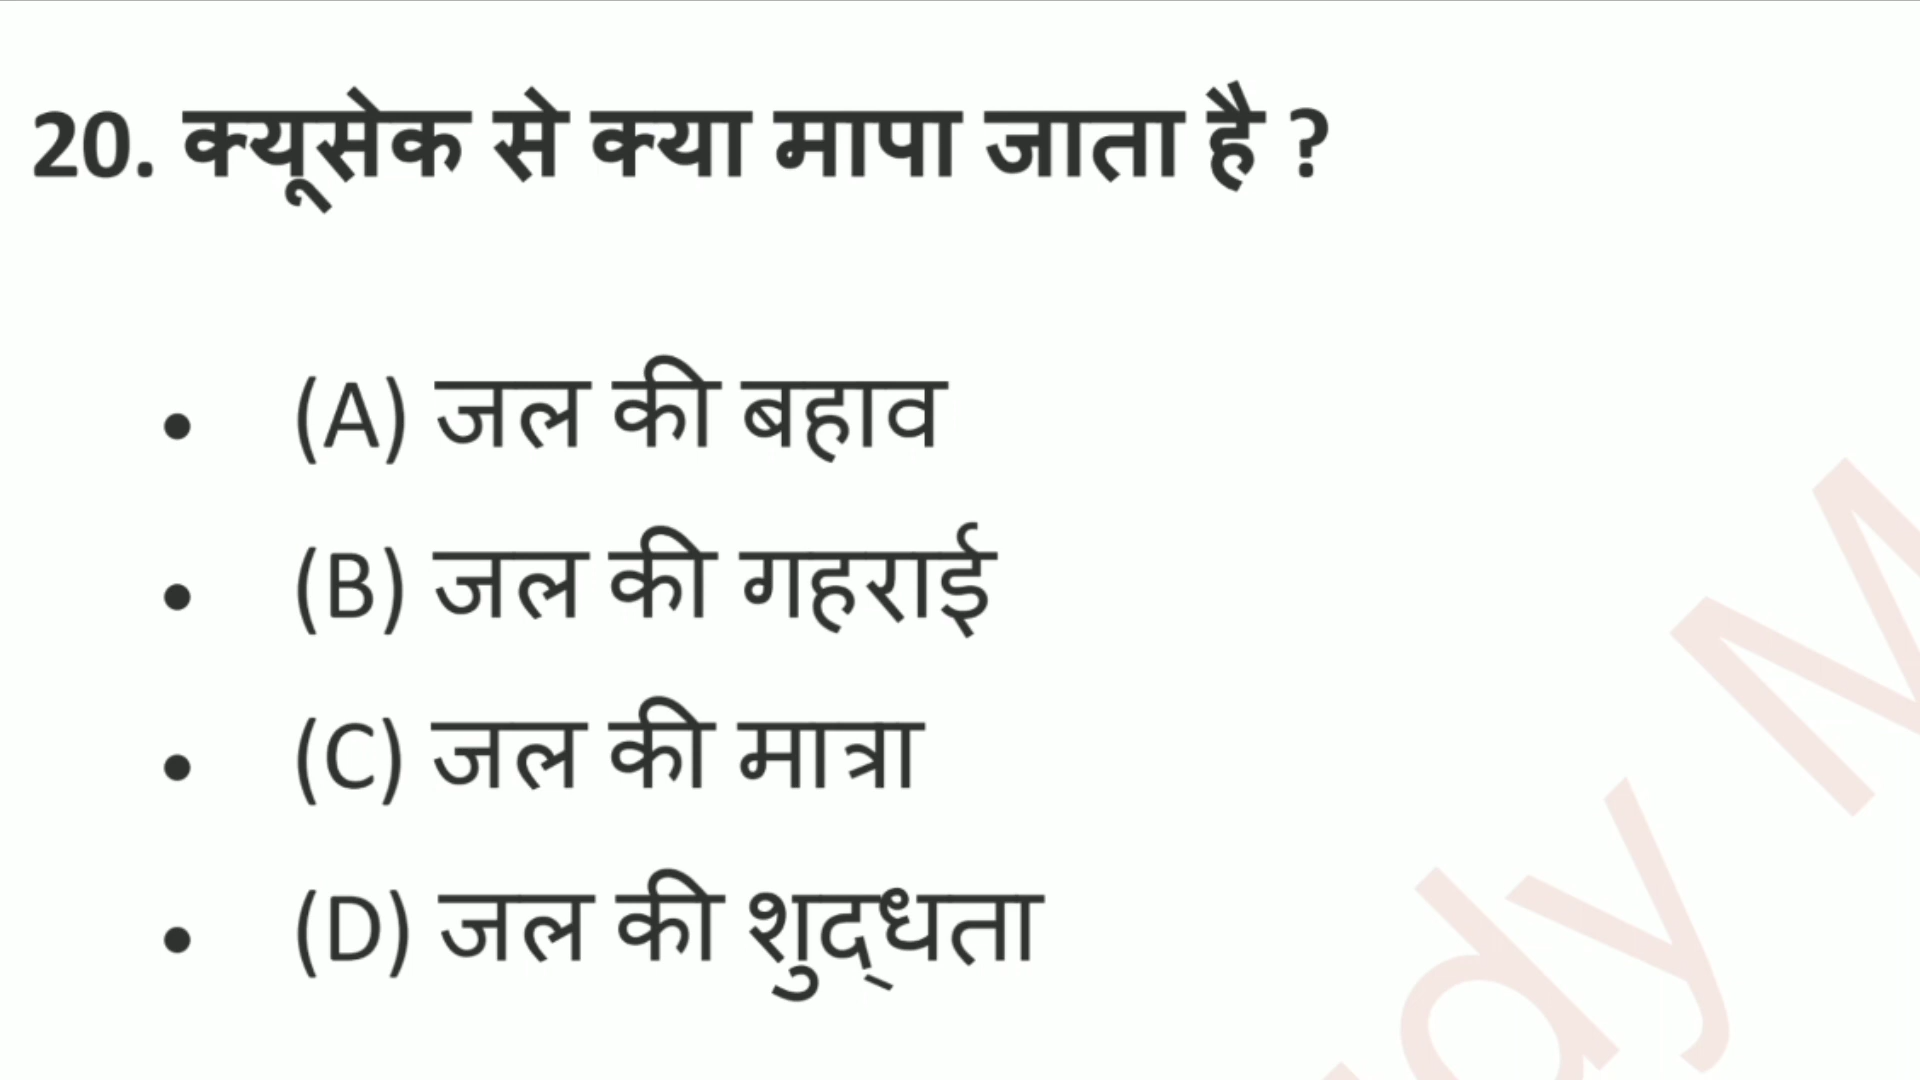 20. क्यूसेक से क्या मापा जाता है ?
• (A) जल की बहाव
• (B) जल की गहराई
• (C) जल की मात्रा
• (D) जल की शुद्‌धता